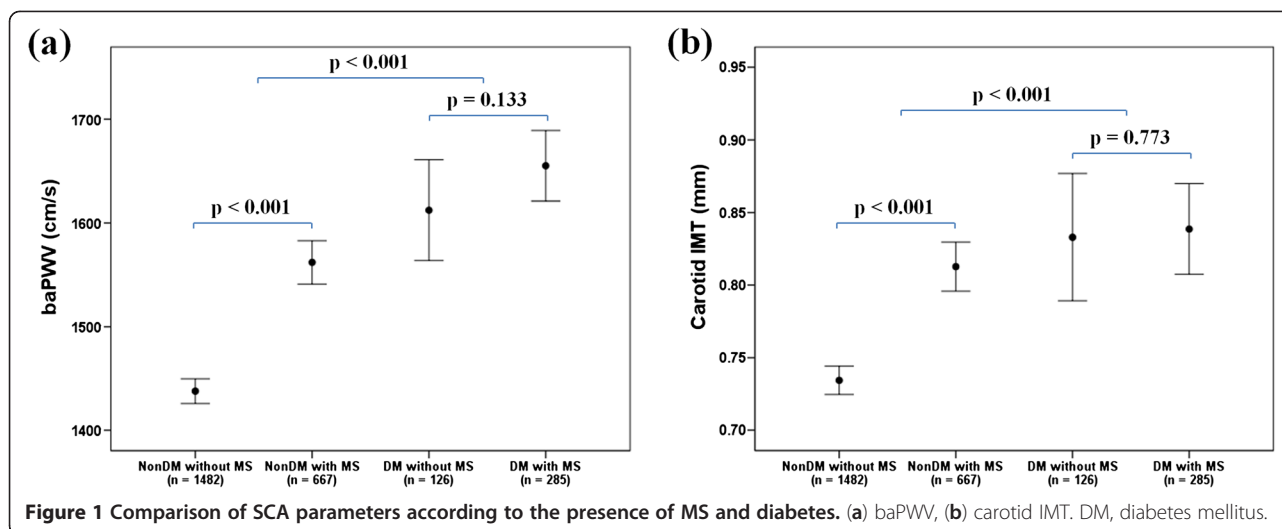 (a)
p < 0.001
p = 0.133
p < 0.001
baPWV (cm/s)
1700
1600
1500
1400
NonDM without MS
(n = 1482)
NonDM with MS
(n = 667)
DM without MS
(n = 126)
DM with MS
(n = 285)
(b)
p < 0.001
p = 0.773
p < 0.001
Carotid IMT (mm)
0.95
0.90
0.85
0.80
0.75
0.70
NonDM without MS
(n = 1482)
NonDM with MS
(n = 667)
DM without MS
(n = 126)
DM with MS
(n = 285)
Figure 1 Comparison of SCA parameters according to the presence of MS and diabetes. (a) baPWV, (b) carotid IMT. DM, diabetes mellitus.